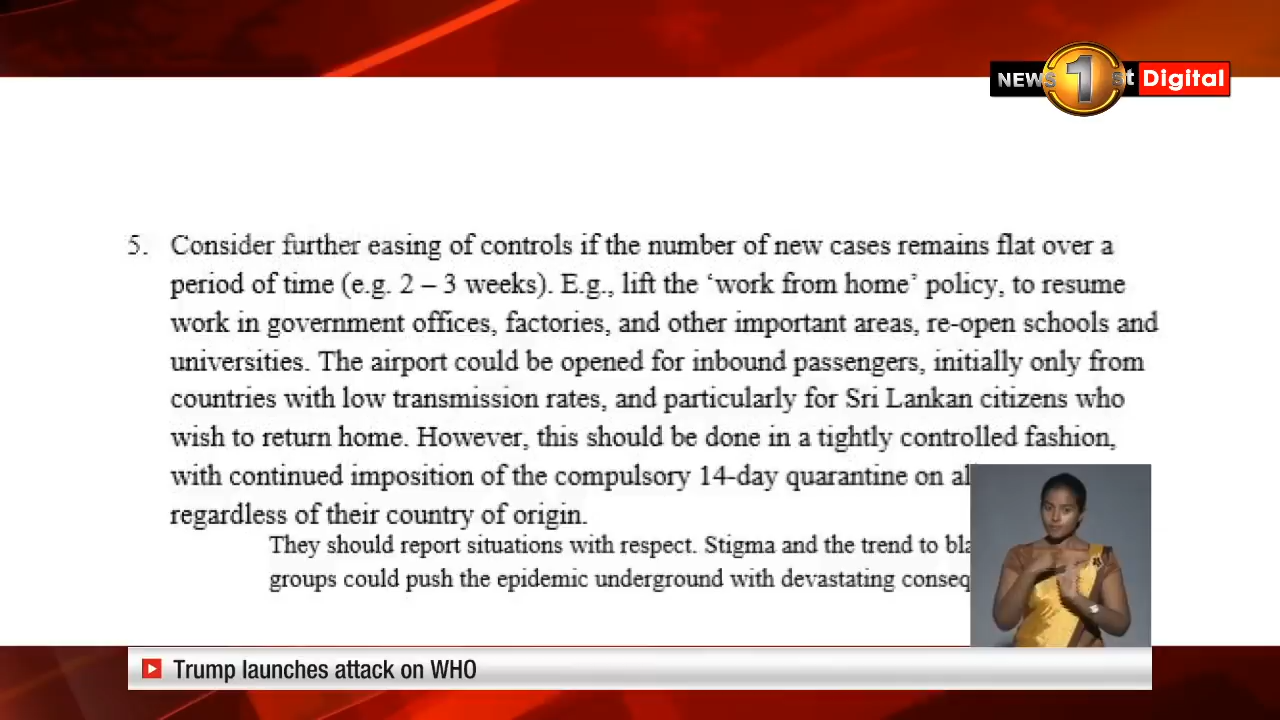 NEWS 1st Digital
5. Consider further easing of controls if the number of new cases remains flat over a
period of time (e.g. 2 – 3 weeks). E.g., lift the ‘work from home’ policy, to resume
work in government offices, factories, and other important areas, re-open schools and
universities. The airport could be opened for inbound passengers, initially only from
countries with low transmission rates, and particularly for Sri Lankan citizens who
wish to return home. However, this should be done in a tightly controlled fashion,
with continued imposition of the compulsory 14-day quarantine on
regardless of their country of origin.
They should report situations with respect. Stigma and the trend to
groups could push the epidemic underground with devastating
Trump launches attack on WHO